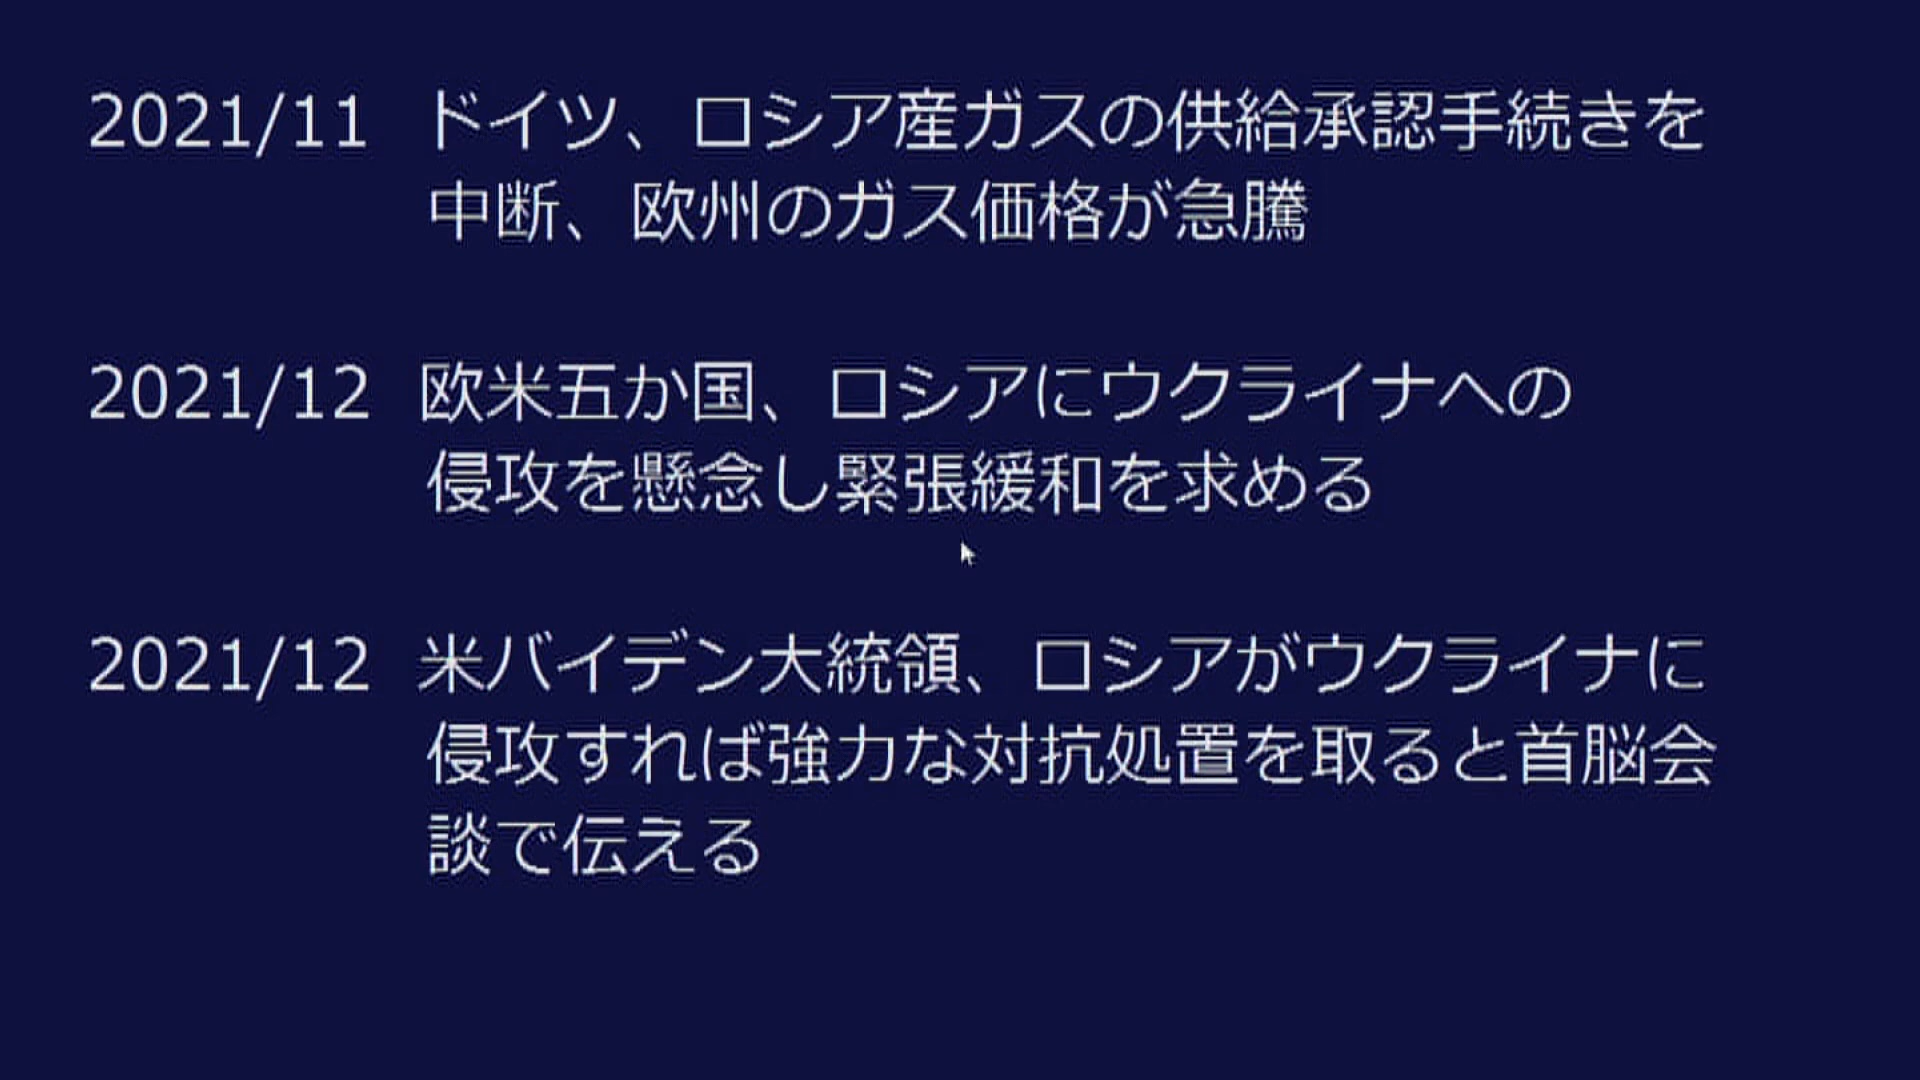 2021/11 ドイツ、ロシア産ガスの供給承認手続きを
中断、欧州のガス価格が急騰
2021/12 欧米五か国、ロシアにウクライナへの
侵攻を懸念し緊張緩和を求める
2021/12 米バイデン大統領、ロシアがウクライナに
侵攻すれば強力な対抗処置を取ると首脳会
談で伝える